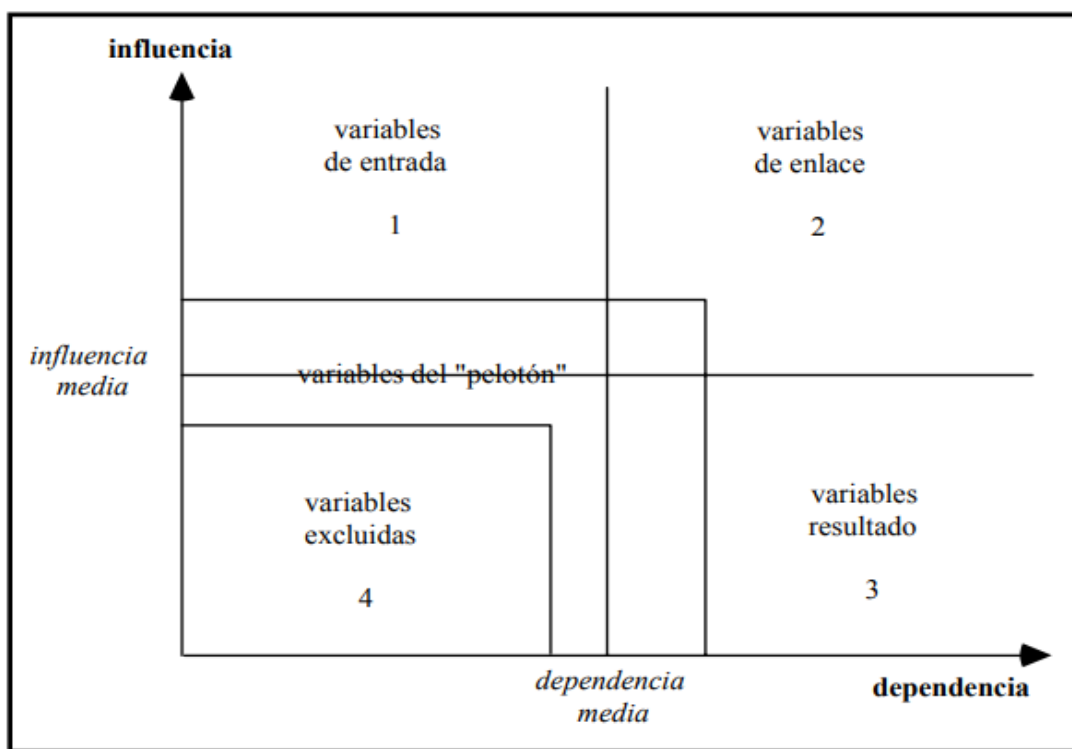 influencia
variables
de entrada
1
variables
de enlace
2
influencia
media
variables del "pelotón"
variables
excluidas
4
variables
resultado
3
dependencia
media
dependencia